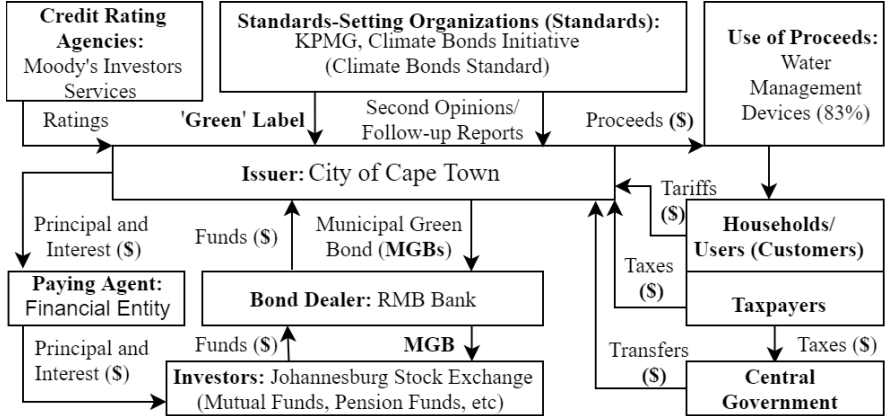 Credit Rating
Agencies:
Moody's Investors
Services
Standards-Setting Organizations (Standards):
KPMG, Climate Bonds Initiative
(Climate Bonds Standard)
Use of Proceeds:
Water
Management
Devices (83%)
Ratings
'Green' Label
Second Opinions/
Follow-up Reports
Proceeds ($)
Issuer: City of Cape Town
Principal and
Interest ($)
Funds ($)
Municipal Green
Bond (MGBs)
Tariffs
($)
Households/
Users (Customers)
Paying Agent:
Financial Entity
Bond Dealer: RMB Bank
Taxes
($)
Taxpayers
Principal and
Interest ($)
Funds ($)
MGB
Transfers
($)
Taxes ($)
Investors: Johannesburg Stock Exchange
(Mutual Funds, Pension Funds, etc)
Central
Government